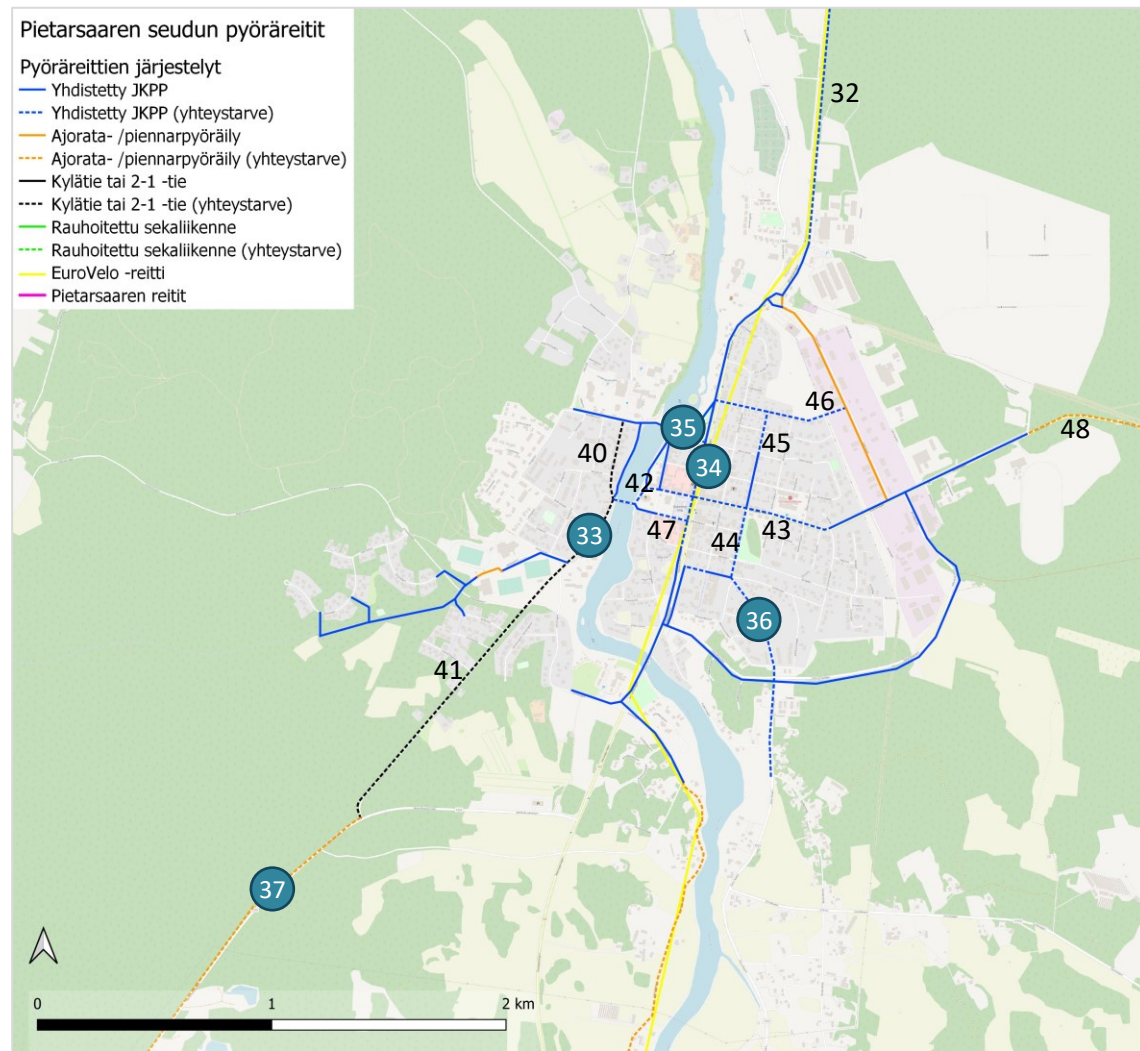 Pietarsaaren seudun pyöräreitit
Pyöräreittien järjestelyt
Yhdistetty JKPP
Yhdistetty JKPP (yhteystarve)
Ajorata- /piennarpyöräily
Ajorata- /piennarpyöräily (yhteystarve)
Kylätie tai 2-1 -tie
Kylätie tai 2-1 -tie (yhteystarve)
Rauhoitettu sekaliikenne
Rauhoitettu sekaliikenne (yhteystarve)
EuroVelo -reitti
Pietarsaaren reitit
32
46
35
48
40
45
34
42
43
47
44
33
36
41
37
0 1 2 km